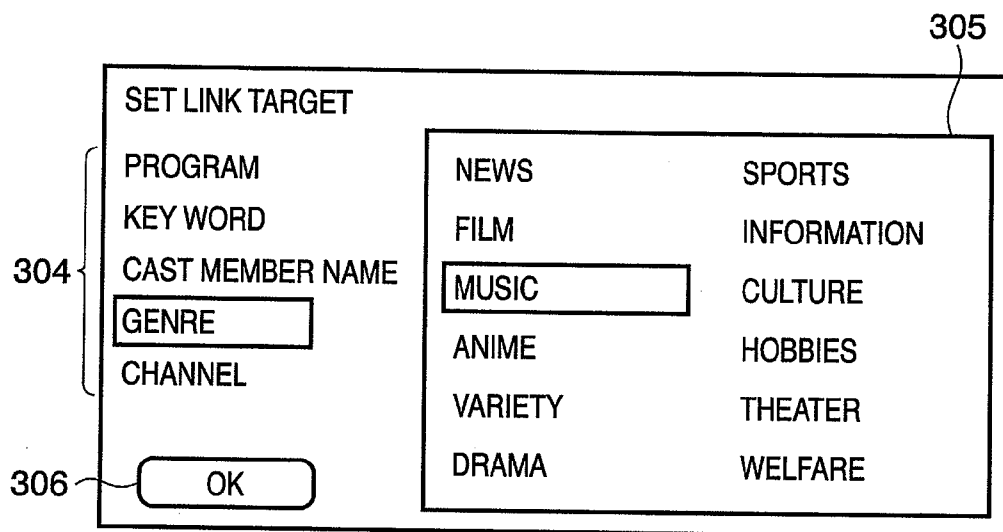 305
SET LINK TARGET
304
PROGRAM
KEY WORD
CAST MEMBER NAME
GENRE
CHANNEL
NEWS
FILM
MUSIC
ANIME
VARIETY
DRAMA
SPORTS
INFORMATION
CULTURE
HOBBIES
THEATER
WELFARE
306
OK